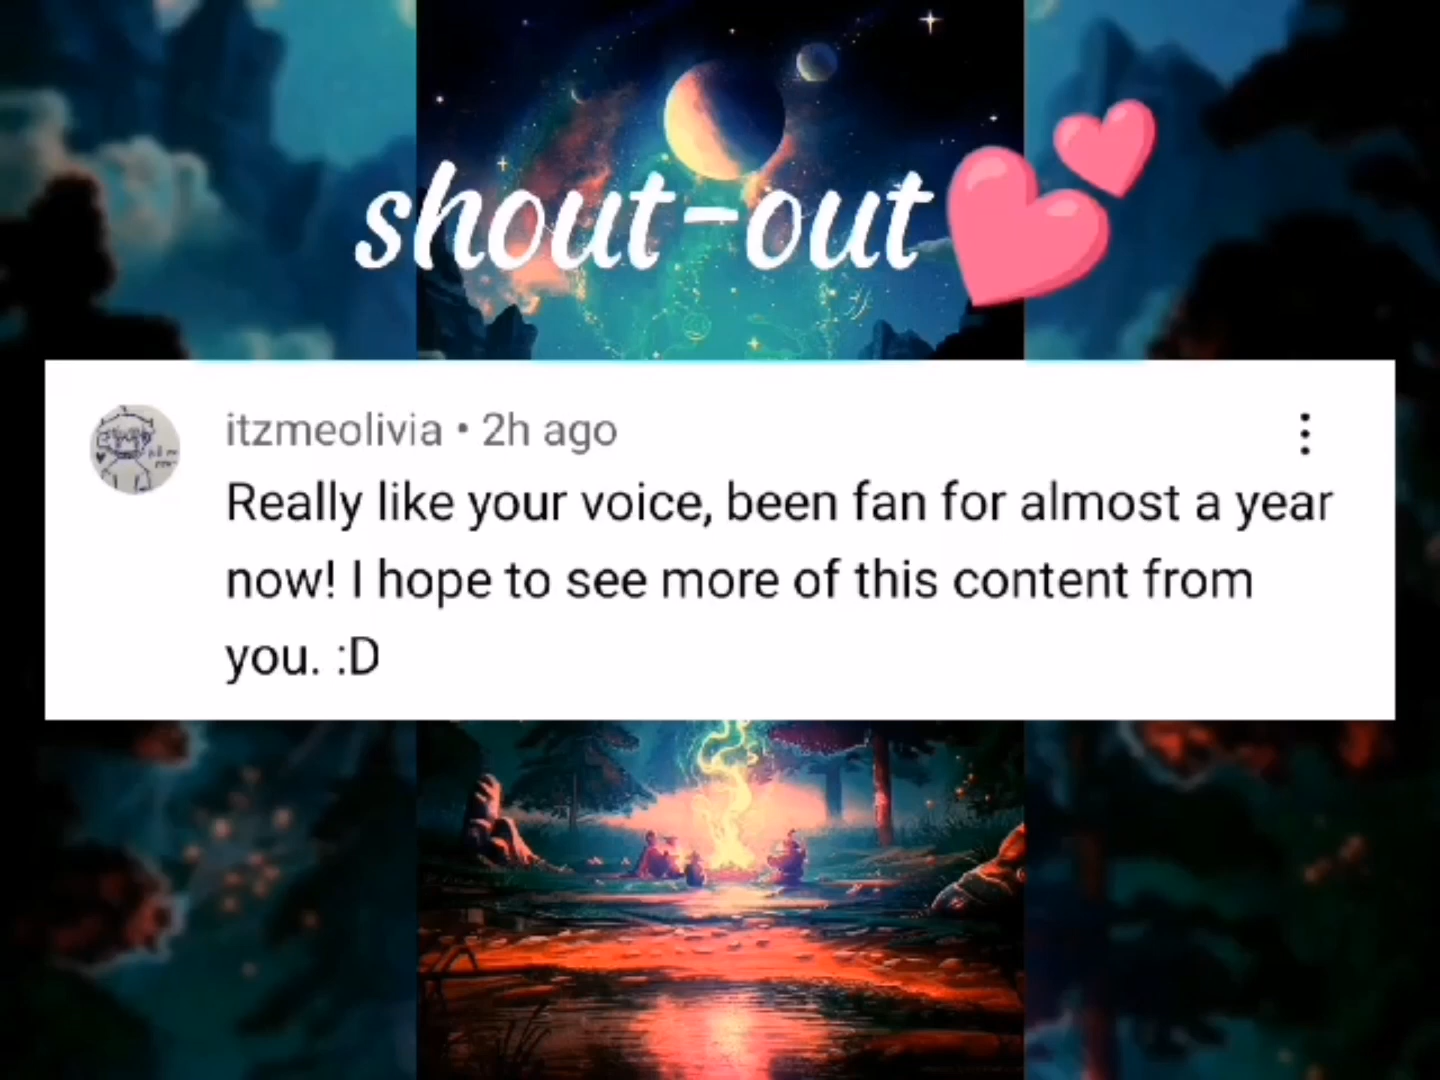 shout-out💕
itzmeolivia • 2h ago
Really like your voice, been fan for almost a year
now! I hope to see more of this content from
you. :D